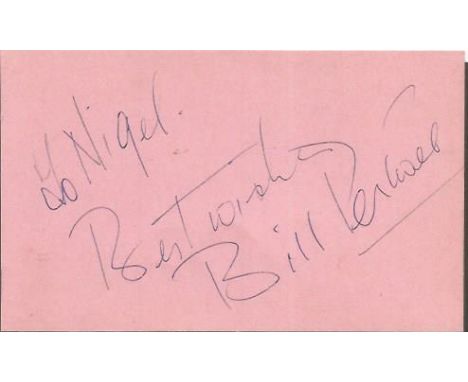 To Nigel.
Best wishes
Bill Pertwee